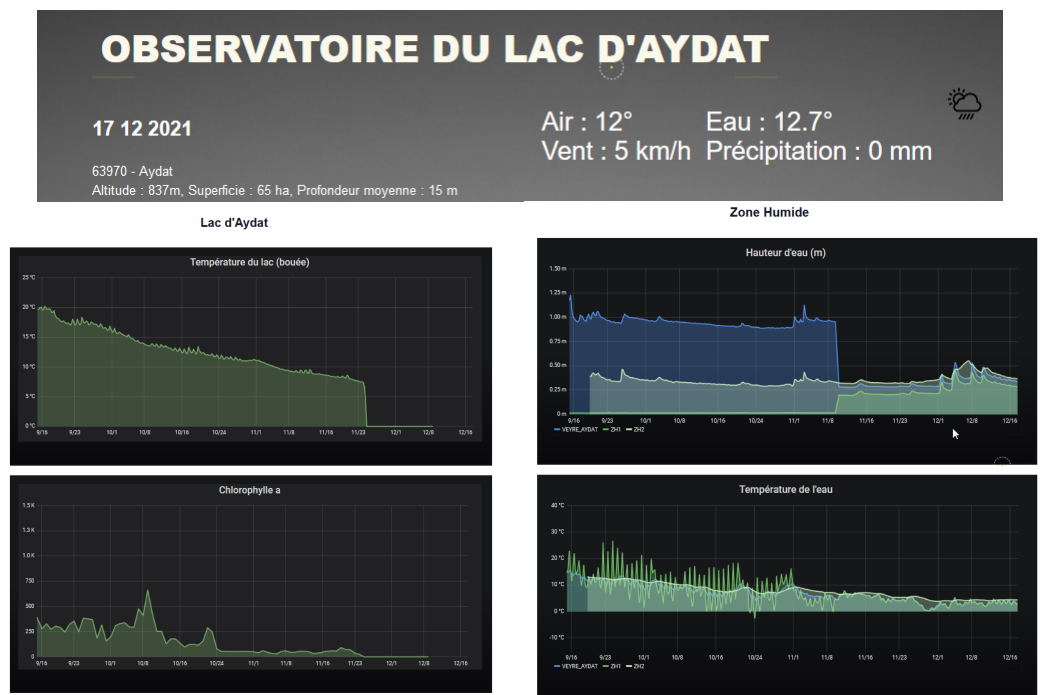 OBSERVATOIRE DU LAC D'AYDAT
17 12 2021
Air : 12° Eau : 12.7°
Vent : 5 km/h Précipitation : 0 mm
63970 - Aydat
Altitude : 837m, Superficie : 65 ha, Profondeur moyenne : 15 m
Lac d'Aydat
Zone Humide
Température du lac (bouée)
25 °C
20 °C
15 °C
10 °C
5 °C
0 °C
9/16 9/23 10/1 10/8 10/16 10/24 11/1 11/8 11/16 11/23 12/1 12/8 12/16
Hauteur d'eau (m)
1.50 m
1.25 m
1.00 m
0.75 m
0.50 m
0.25 m
0 m
9/16 9/23 10/1 10/8 10/16 10/24 11/1 11/8 11/16 11/23 12/1 12/8 12/16
VEYRE_AYDAT ZH1 ZH2
Chlorophylle a
1.5 K
1.3 K
1.0 K
750
500
250
0
9/16 9/23 10/1 10/8 10/16 10/24 11/1 11/8 11/16 11/23 12/1 12/8 12/16
Température de l'eau
40 °C
30 °C
20 °C
10 °C
0 °C
-10 °C
9/16 9/23 10/1 10/8 10/16 10/24 11/1 11/8 11/16 11/23 12/1 12/8 12/16
VEYRE_AYDAT ZH1 ZH2